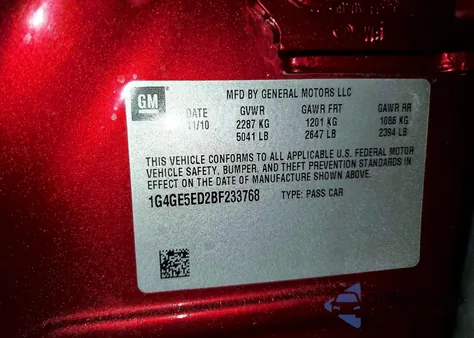 GM
MFD BY GENERAL MOTORS LLC
DATE GVWR GAWR FRT GAWR RR
11/10 2287 KG 1201 KG 1086 KG
5041 LB 2647 LB 2394 LB
THIS VEHICLE CONFORMS TO ALL APPLICABLE U.S. FEDERAL MOTOR
VEHICLE SAFETY, BUMPER, AND THEFT PREVENTION STANDARDS IN
EFFECT ON THE DATE OF MANUFACTURE SHOWN ABOVE.
1G4GE5ED2BF233768 TYPE: PASS CAR